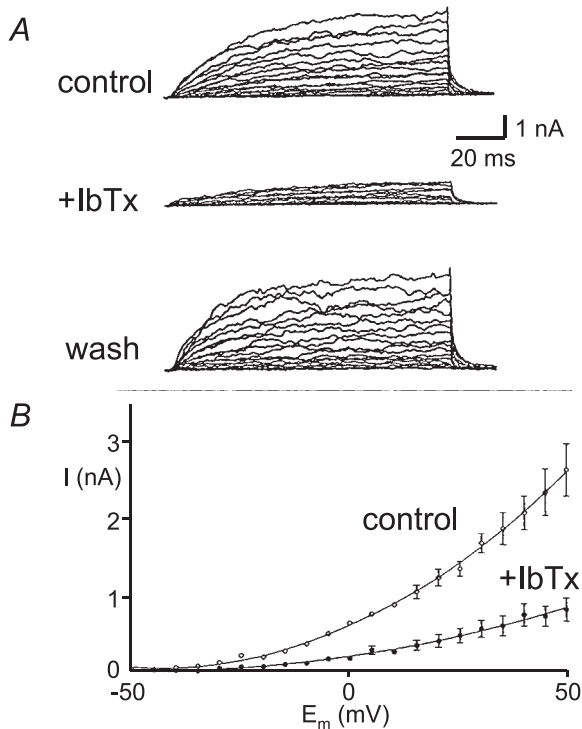 A
control
1 nA
20 ms
+IbTx
wash
B
3
I (nA)
2
control
+IbTx
1
0
-50
0
50
Em (mV)